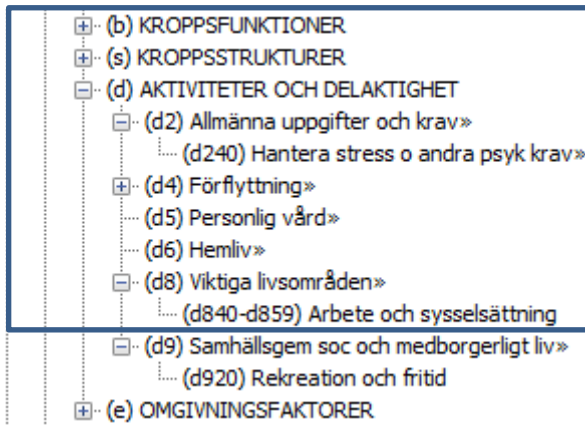 (b) KROPPSFUNKTIONER
(s) KROPPSSTRUKTURER
(d) AKTIVITETER OCH DELAKTIGHET
(d2) Allmänna uppgifter och krav»
(d240) Hantera stress o andra psyk krav»
(d4) Förflyttning»
(d5) Personlig vård»
(d6) Hemliv»
(d8) Viktiga livsområden»
(d840-d859) Arbete och sysselsättning
(d9) Samhällsgem soc och medborgerligt liv»
(d920) Rekreation och fritid
(e) OMGIVNINGSFAKTORER